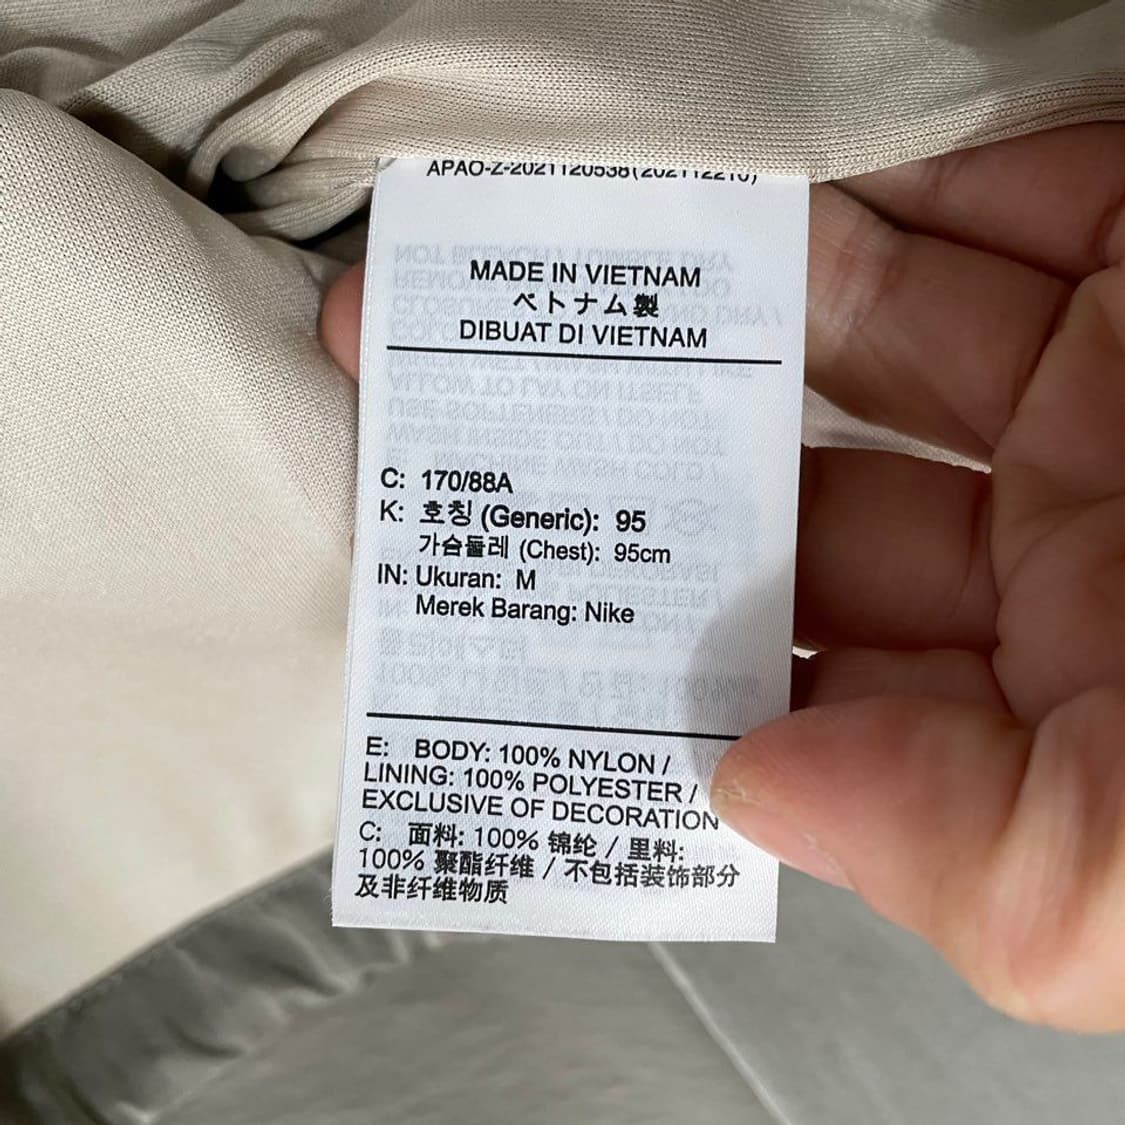 APAO-Z-2021120538(202112210)
MADE IN VIETNAM
ベトナム製
DIBUAT DI VIETNAM
C: 170/88A
K: 호칭 (Generic): 95
가슴둘레 (Chest): 95cm
IN: Ukuran: M
Merek Barang: Nike
E: BODY: 100% NYLON /
LINING: 100% POLYESTER /
EXCLUSIVE OF DECORATION
C: 面料: 100% 锦纶 / 里料:
100% 聚酯纤维 / 不包括装饰部分
及非纤维物质